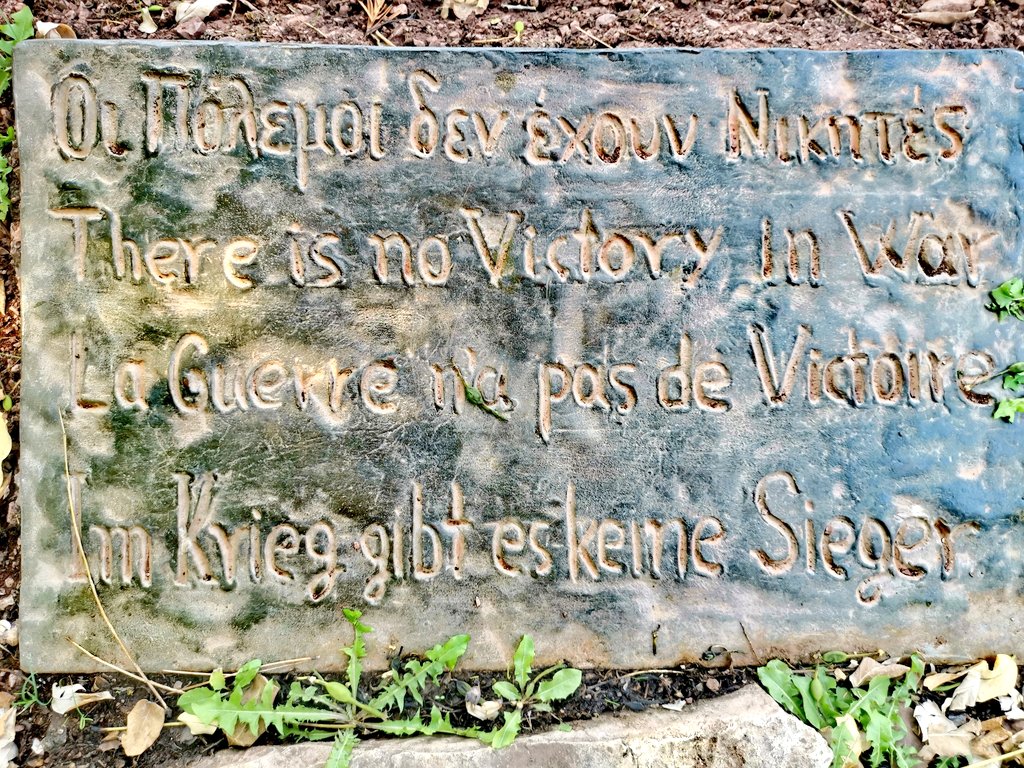 Οι Πόλεμοι δεν έχουν Νικητές
There is no Victory in War
La Guerre n'a pas de Victoire
Im Krieg gibt es keine Sieger